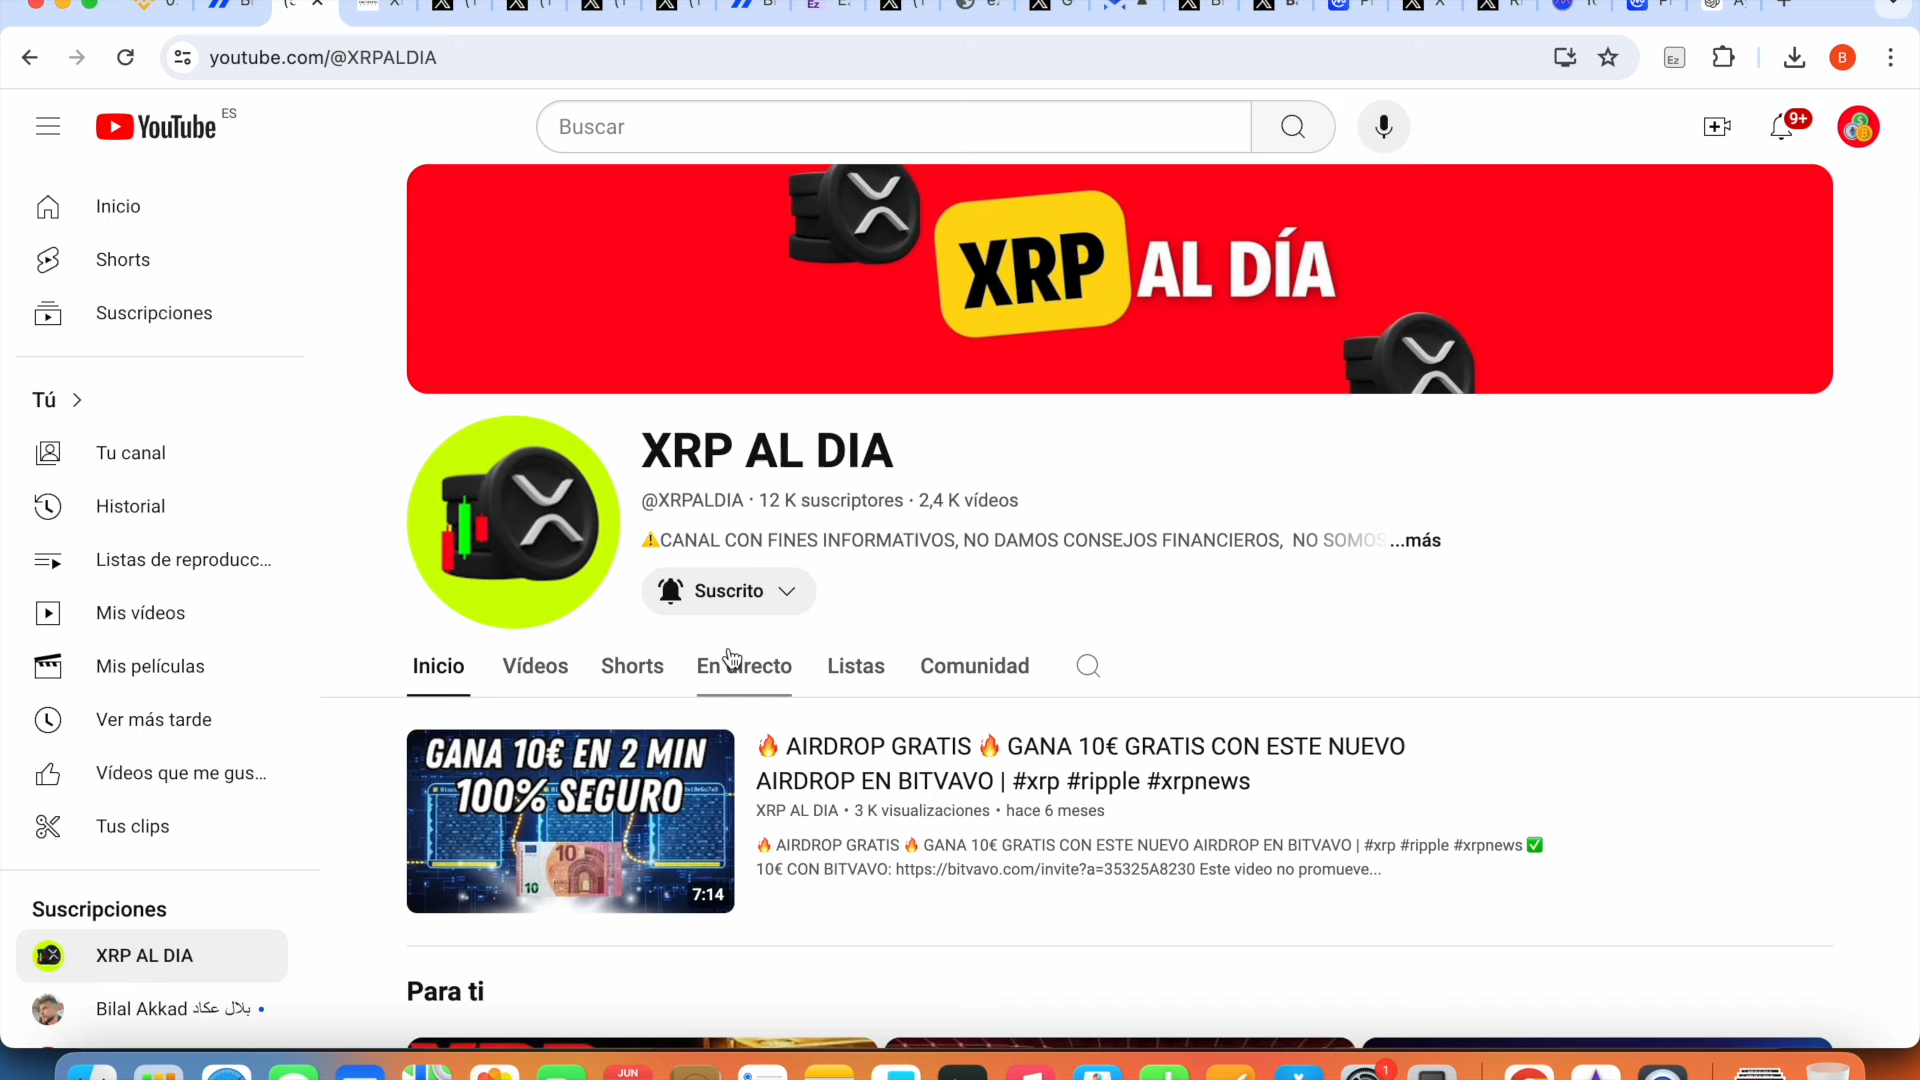 youtube.com/@XRPALDIA
Ez
B
YouTube ES
Buscar
9+
Inicio
Shorts
Suscripciones
Tú
Tu canal
Historial
Listas de reproducc...
Mis vídeos
Mis películas
Ver más tarde
Vídeos que me gus...
Tus clips
Suscripciones
XRP AL DIA
Bilal Akkad بلال عكاد
XRP AL DÍA
XRP AL DIA
@XRPALDIA · 12 K suscriptores · 2,4 K vídeos
⚠️CANAL CON FINES INFORMATIVOS, NO DAMOS CONSEJOS FINANCIEROS, NO SOMOS ...más
Suscrito
Inicio Vídeos Shorts En directo Listas Comunidad
GANA 10€ EN 2 MIN
100% SEGURO
10
10
7:14
🔥 AIRDROP GRATIS 🔥 GANA 10€ GRATIS CON ESTE NUEVO
AIRDROP EN BITVAVO | #xrp #ripple #xrpnews
XRP AL DIA • 3 K visualizaciones • hace 6 meses
🔥 AIRDROP GRATIS 🔥 GANA 10€ GRATIS CON ESTE NUEVO AIRDROP EN BITVAVO | #xrp #ripple #xrpnews ✅
10€ CON BITVAVO: https://bitvavo.com/invite?a=35325A8230 Este video no promueve...
Para ti
JUN
1